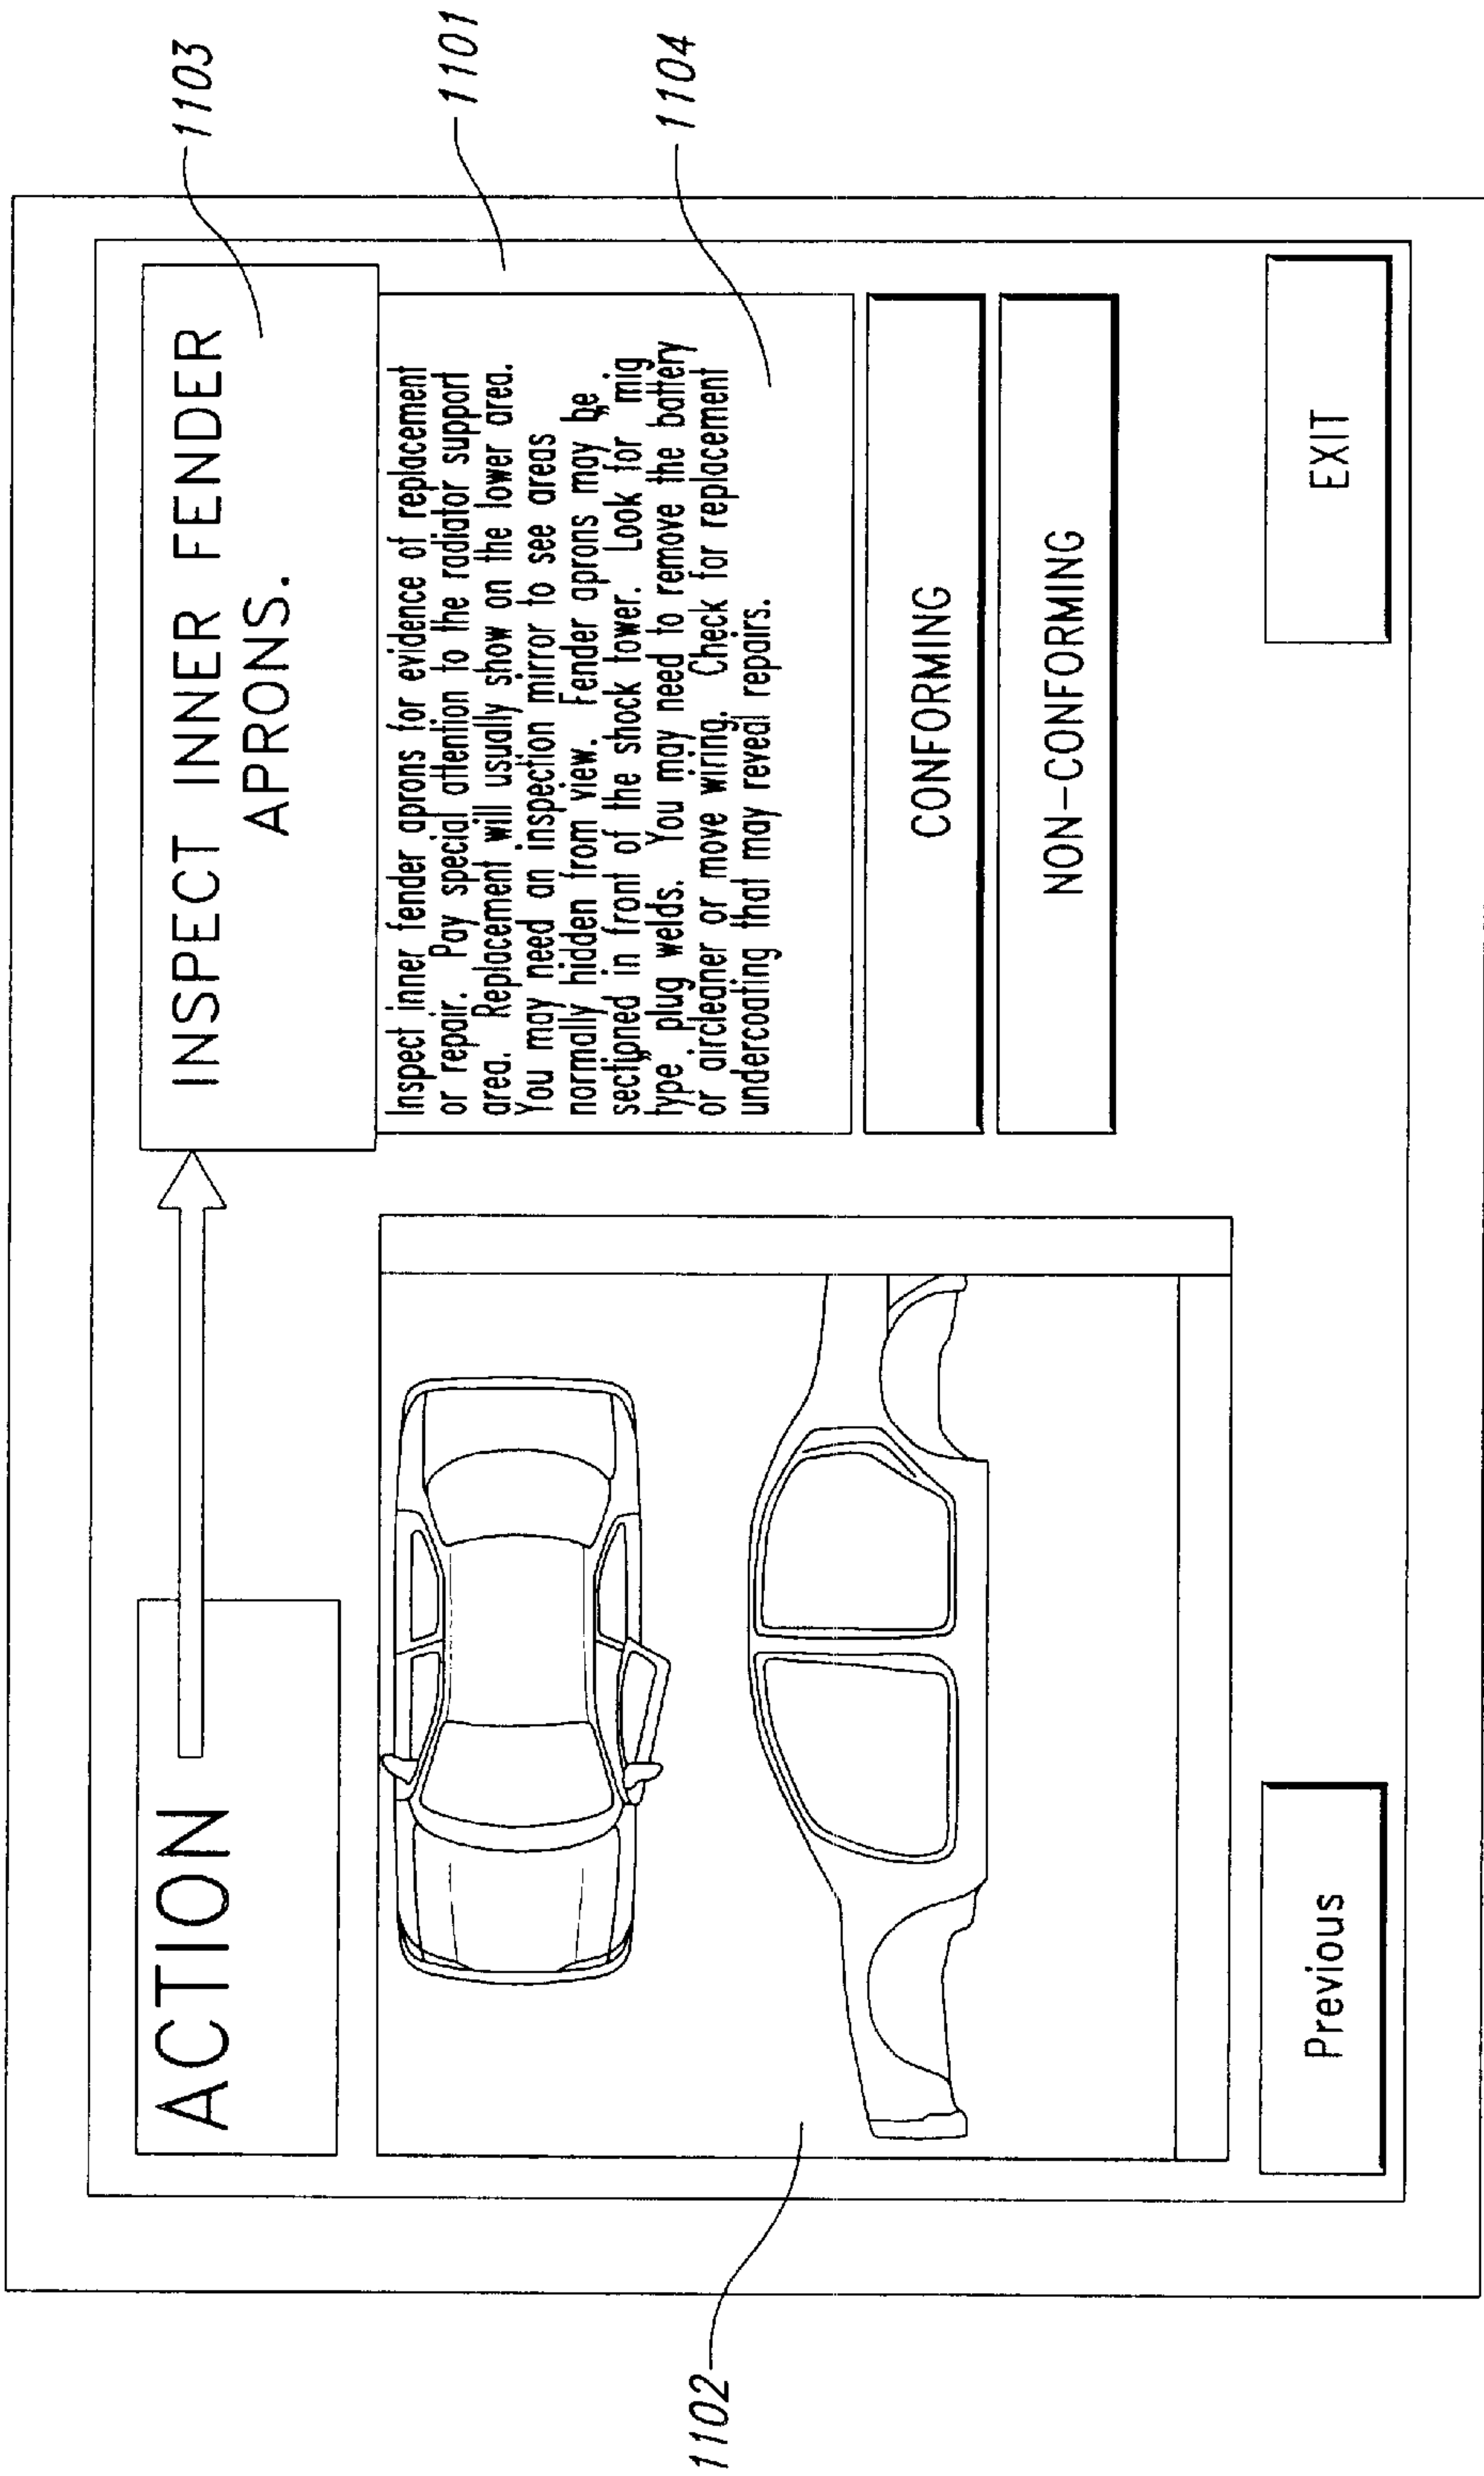 ACTION
INSPECT INNER FENDER
APRONS.
Inspect inner fender aprons for evidence of replacement
or repair. Pay special attention to the radiator support
area. Replacement will usually show on the lower area.
You may need an inspection mirror to see areas
normally hidden from view. Fender aprons may be
"sectioned" in front of the shock tower. Look for "mig
type" plug welds. You may need to remove the battery
or aircleaner or move wiring. Check for replacement
undercoating that may reveal repairs.
CONFORMING
NON-CONFORMING
Previous
EXIT
1103
1101
1104
1102